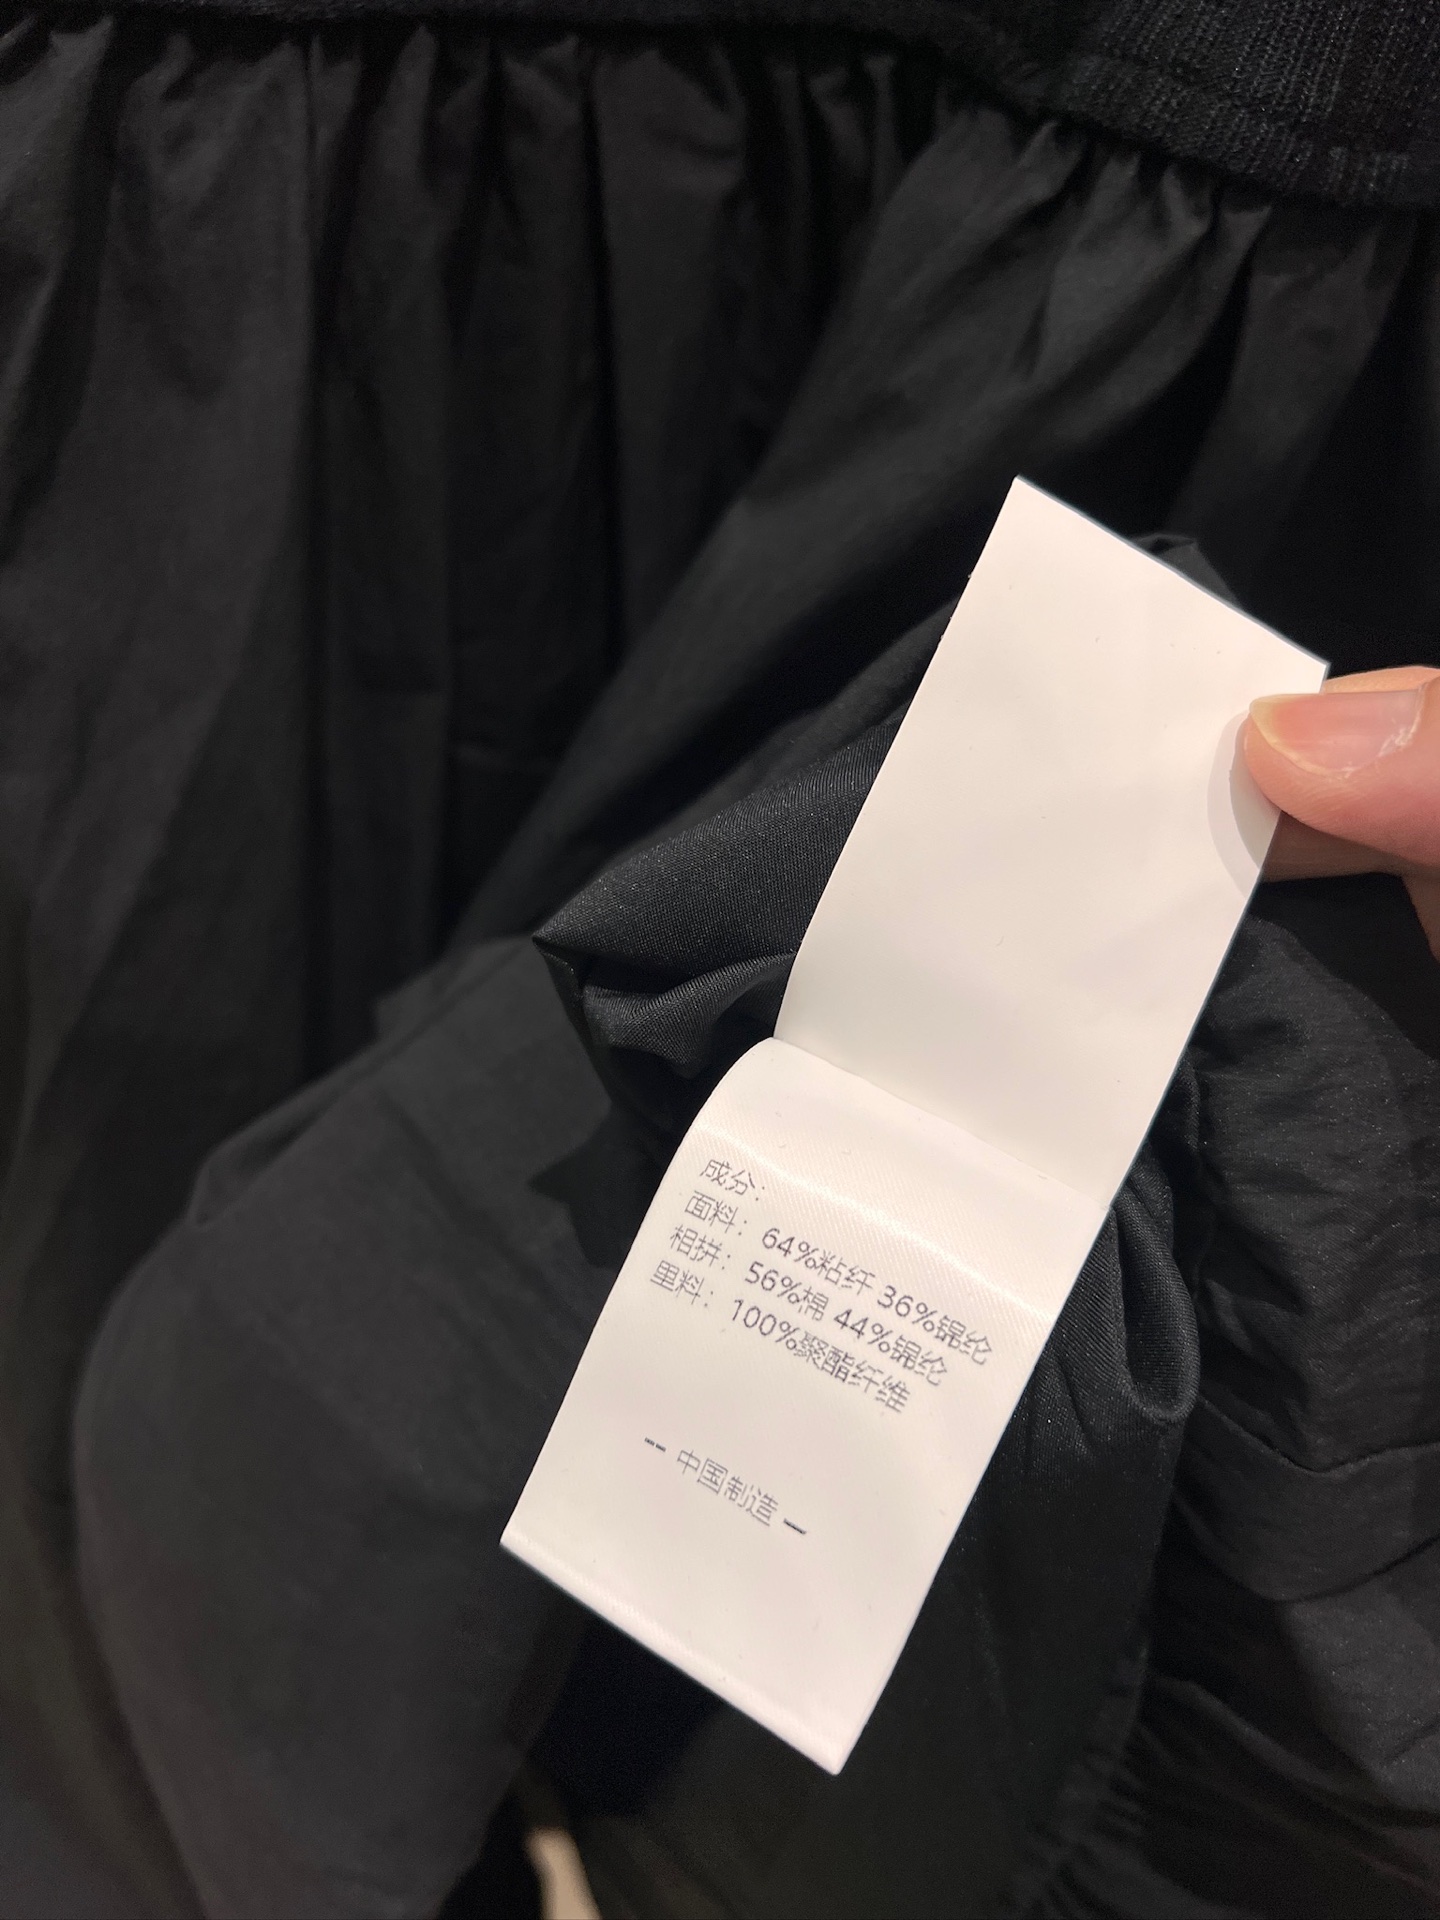 成分：
面料：64%粘纤 36%锦纶
相拼：56%棉 44%锦纶
里料：100%聚酯纤维
－中国制造－